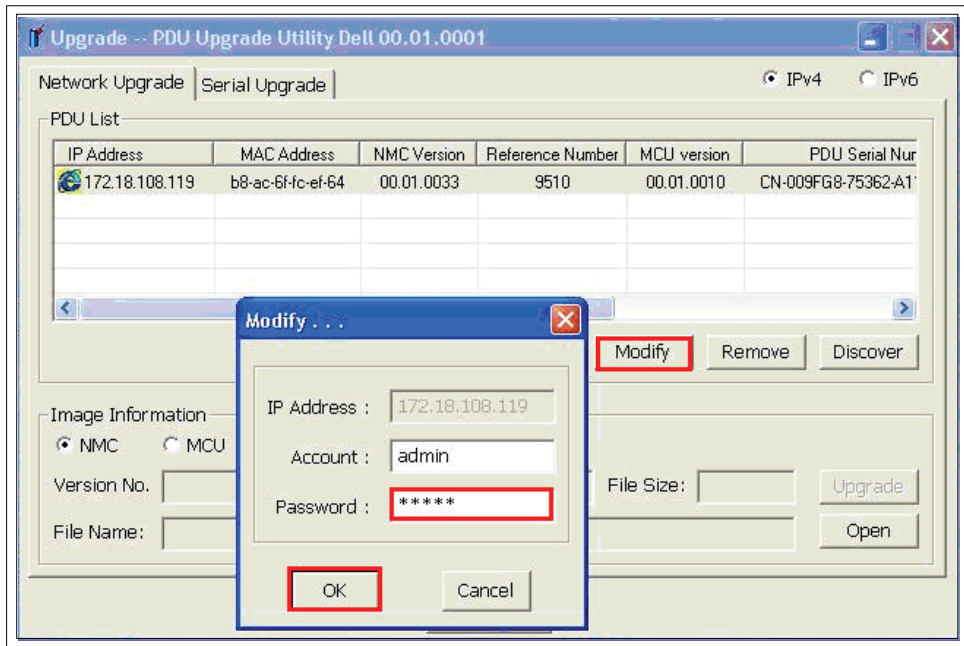 Upgrade -- PDU Upgrade Utility Dell 00.01.0001
Network Upgrade Serial Upgrade IPv4 IPv6
PDU List
IP Address MAC Address NMC Version Reference Number MCU version PDU Serial Nur
172.18.108.119 b8-ac-6f-fc-ef-64 00.01.0033 9510 00.01.0010 CN-009FG8-75362-A1
Modify Remove Discover
Modify . . .
IP Address : 172.18.108.119
Account : admin
Password : *****
OK Cancel
Image Information
NMC MCU
Version No. File Size: Upgrade
File Name: Open